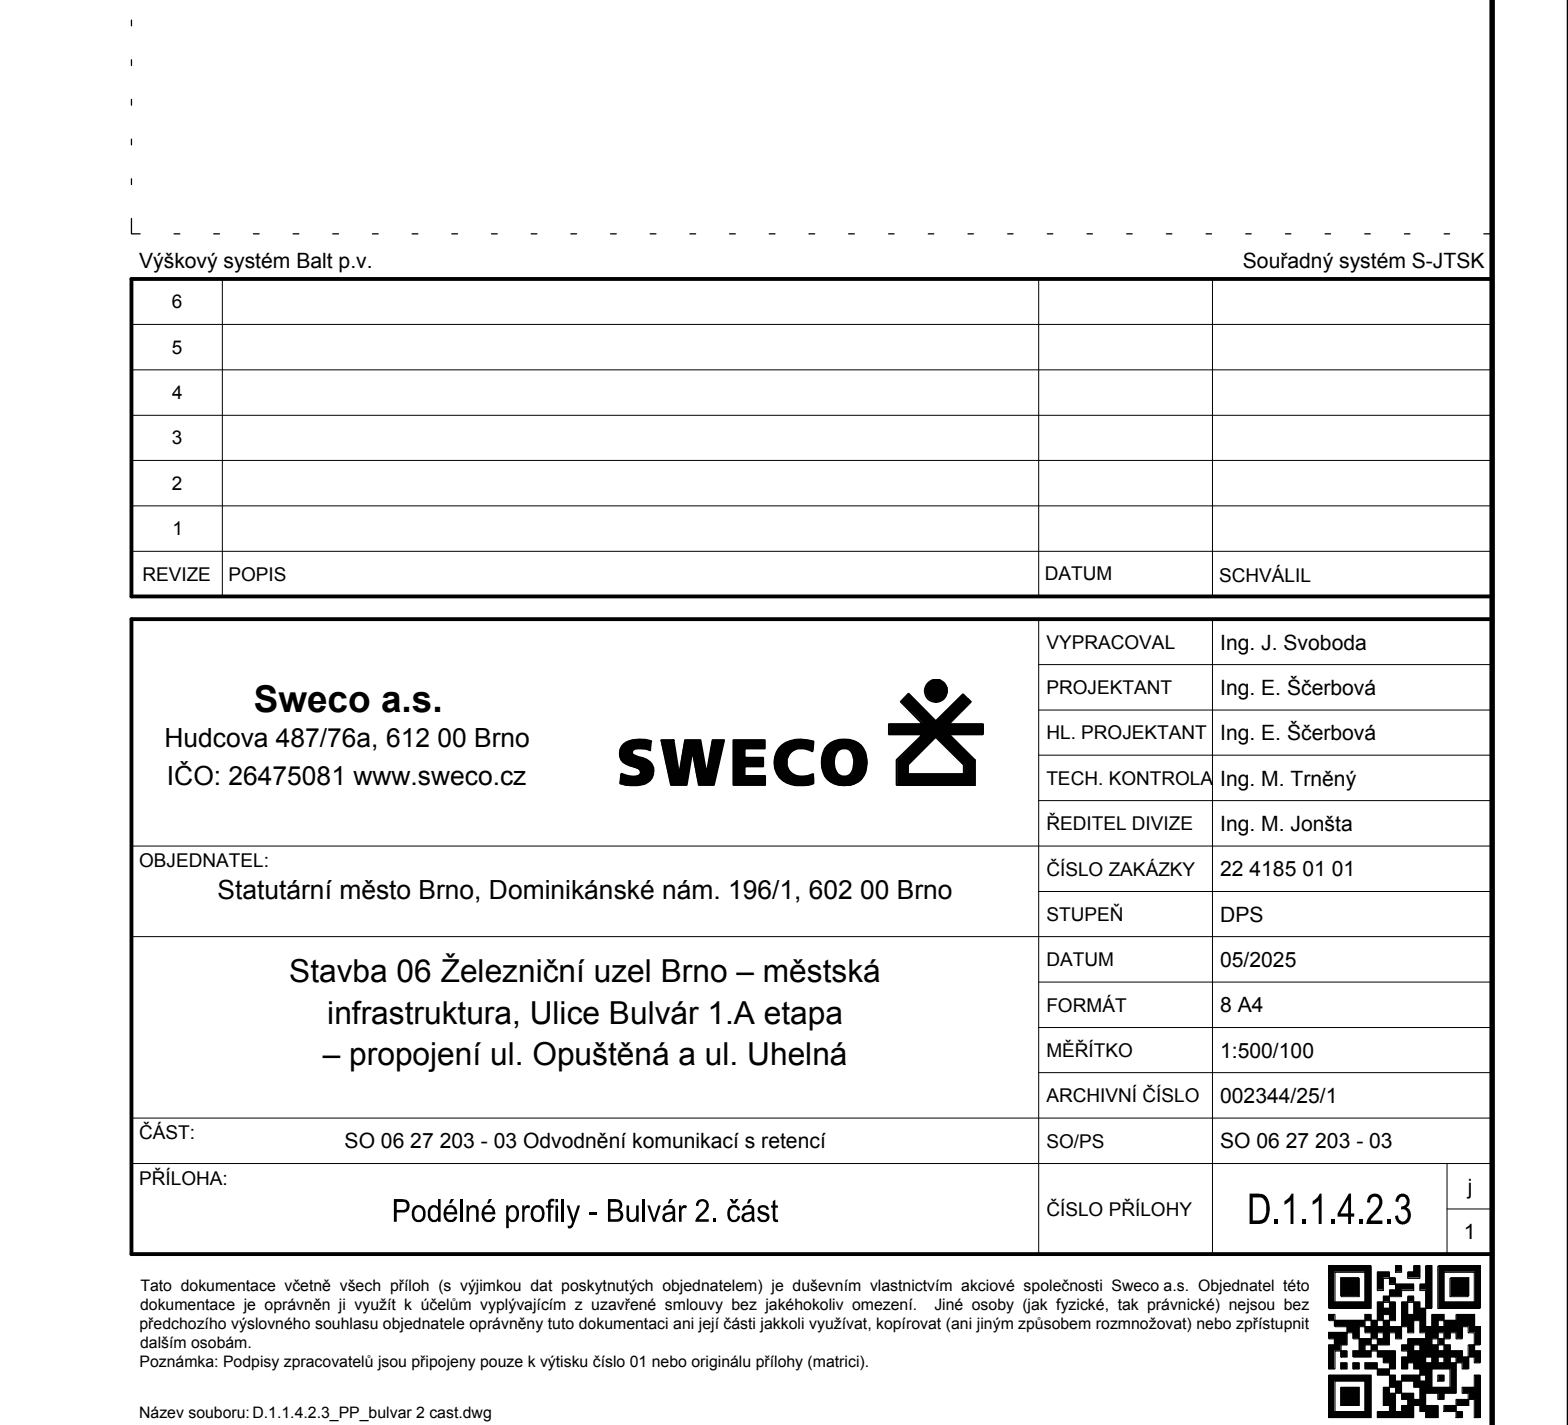 Výškový systém Balt p.v. Souřadný systém S-JTSK
6
5
4
3
2
1
REVIZE POPIS DATUM SCHVÁLIL
Sweco a.s.
Hudcova 487/76a, 612 00 Brno
IČO: 26475081 www.sweco.cz
SWECO
VYPRACOVAL Ing. J. Svoboda
PROJEKTANT Ing. E. Ščerbová
HL. PROJEKTANT Ing. E. Ščerbová
TECH. KONTROLA Ing. M. Trněný
ŘEDITEL DIVIZE Ing. M. Jonšta
OBJEDNATEL:
Statutární město Brno, Dominikánské nám. 196/1, 602 00 Brno
ČÍSLO ZAKÁZKY 22 4185 01 01
STUPEŇ DPS
Stavba 06 Železniční uzel Brno – městská
infrastruktura, Ulice Bulvár 1.A etapa
– propojení ul. Opuštěná a ul. Uhelná
DATUM 05/2025
FORMÁT 8 A4
MĚŘÍTKO 1:500/100
ARCHIVNÍ ČÍSLO 002344/25/1
ČÁST:
SO 06 27 203 - 03 Odvodnění komunikací s retencí
SO/PS SO 06 27 203 - 03
PŘÍLOHA:
Podélné profily - Bulvár 2. část
ČÍSLO PŘÍLOHY D.1.1.4.2.3
j
1
Tato dokumentace včetně všech příloh (s výjimkou dat poskytnutých objednatelem) je duševním vlastnictvím akciové společnosti Sweco a.s. Objednatel této
dokumentace je oprávněn ji využít k účelům vyplývajícím z uzavřené smlouvy bez jakéhokoliv omezení. Jiné osoby (jak fyzické, tak právnické) nejsou bez
předchozího výslovného souhlasu objednatele oprávněny tuto dokumentaci ani její části jakkoli využívat, kopírovat (ani jiným způsobem rozmnožovat) nebo zpřístupnit
dalším osobám.
Poznámka: Podpisy zpracovatelů jsou připojeny pouze k výtisku číslo 01 nebo originálu přílohy (matrici).
Název souboru: D.1.1.4.2.3_PP_bulvar 2 cast.dwg